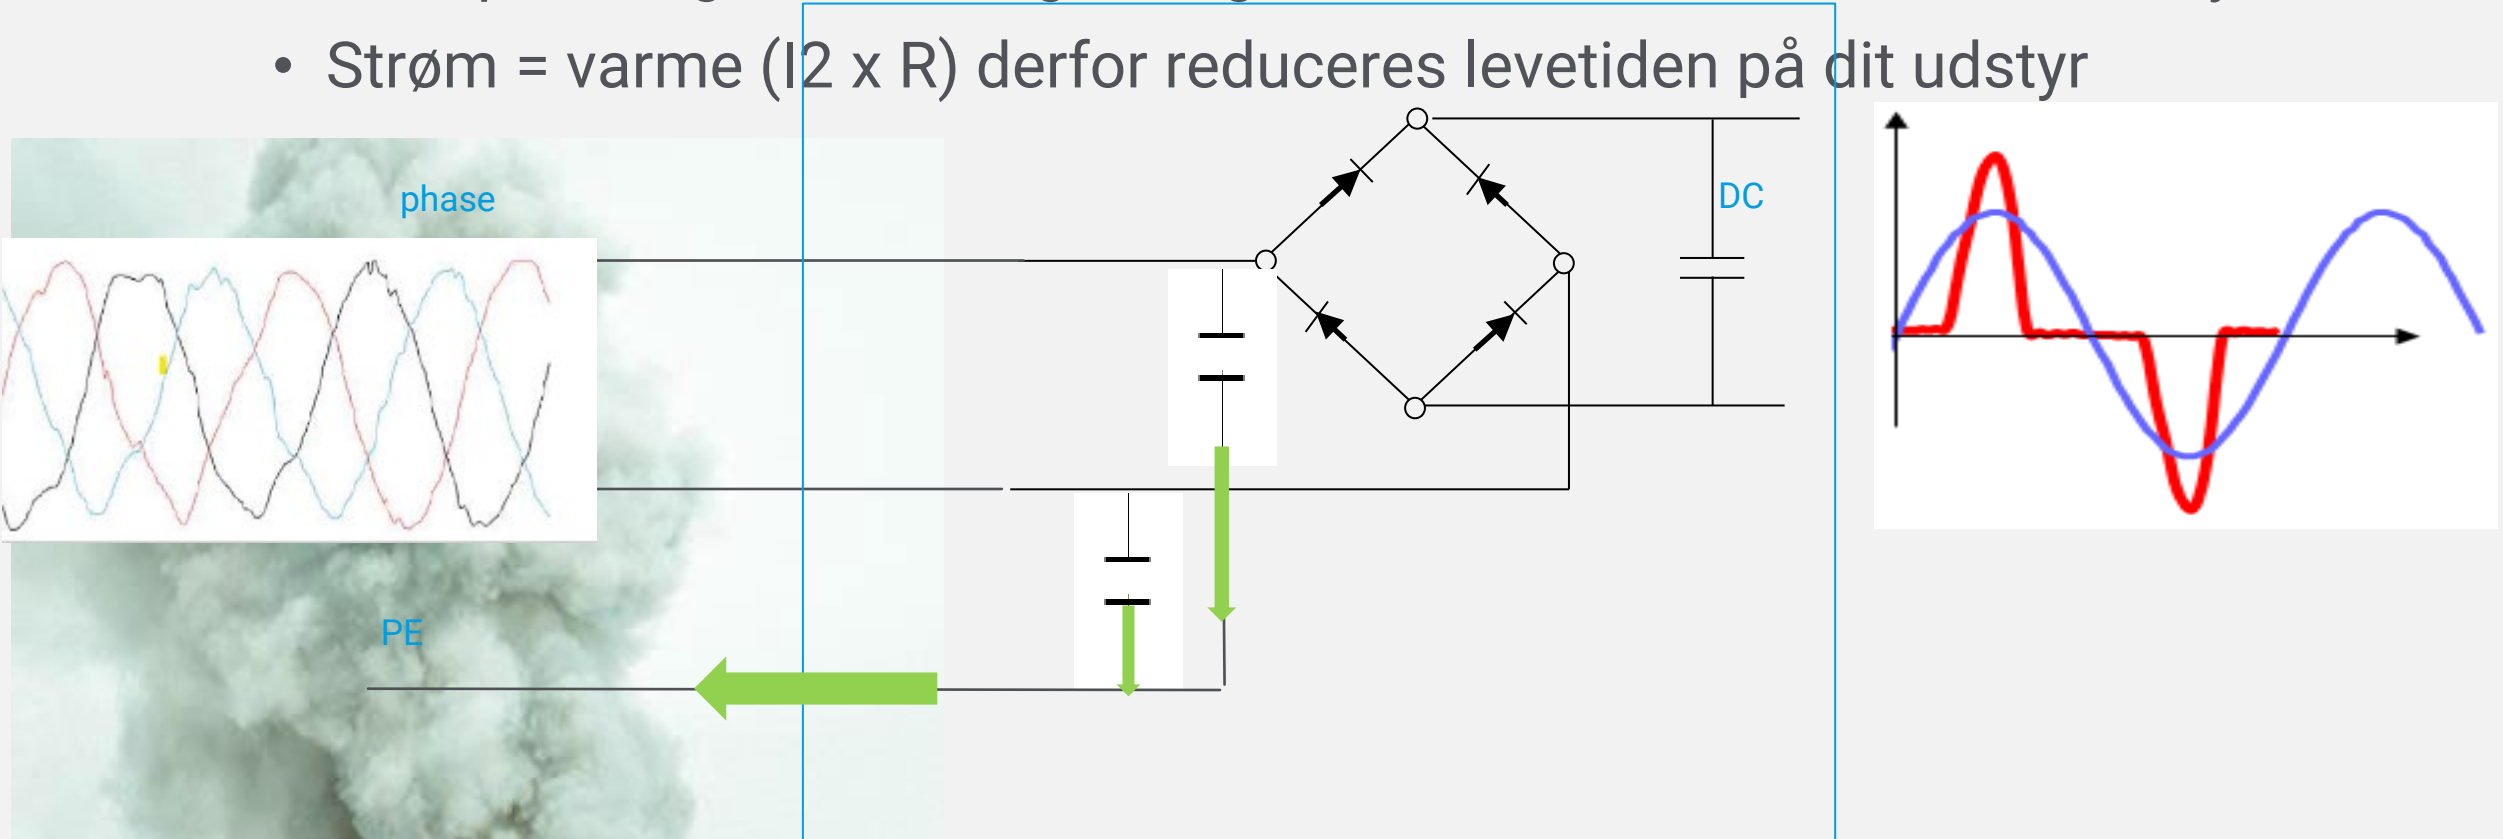 • Strøm = varme (I2 x R) derfor reduceres levetiden på dit udstyr
phase
DC
PE